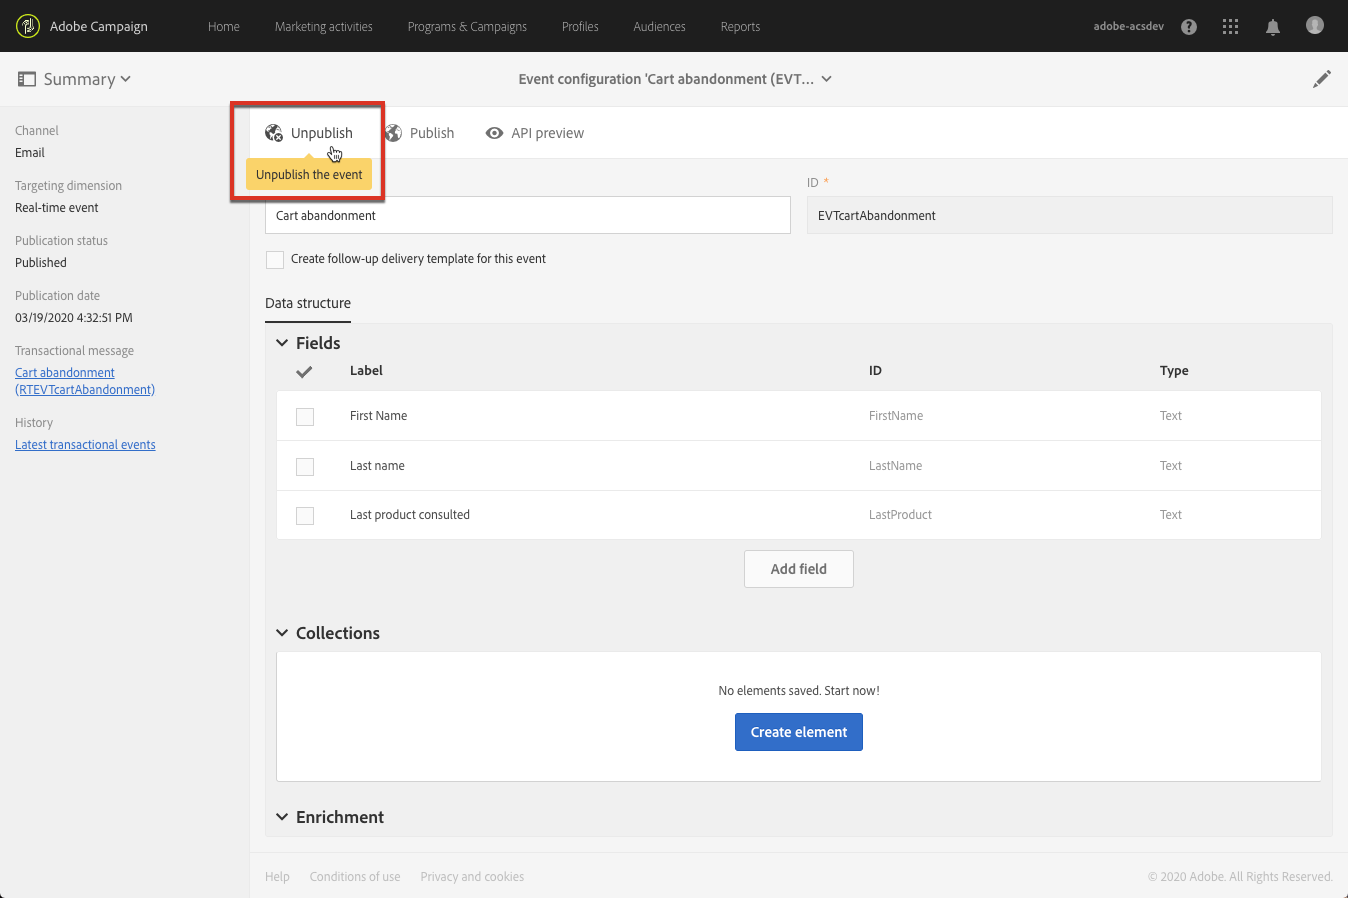 Adobe Campaign
Home
Marketing activities
Programs & Campaigns
Profiles
Audiences
Reports
adobe-acsdev
Summary
Event configuration 'Cart abandonment (EVT...
Channel
Email
Targeting dimension
Real-time event
Publication status
Published
Publication date
03/19/2020 4:32:51 PM
Transactional message
Cart abandonment
(RTEVTcartAbandonment)
History
Latest transactional events
Unpublish
Publish
API preview
Unpublish the event
ID *
Cart abandonment
EVTcartAbandonment
Create follow-up delivery template for this event
Data structure
Fields
Label
ID
Type
First Name
FirstName
Text
Last name
LastName
Text
Last product consulted
LastProduct
Text
Add field
Collections
No elements saved. Start now!
Create element
Enrichment
Help
Conditions of use
Privacy and cookies
© 2020 Adobe. All Rights Reserved.